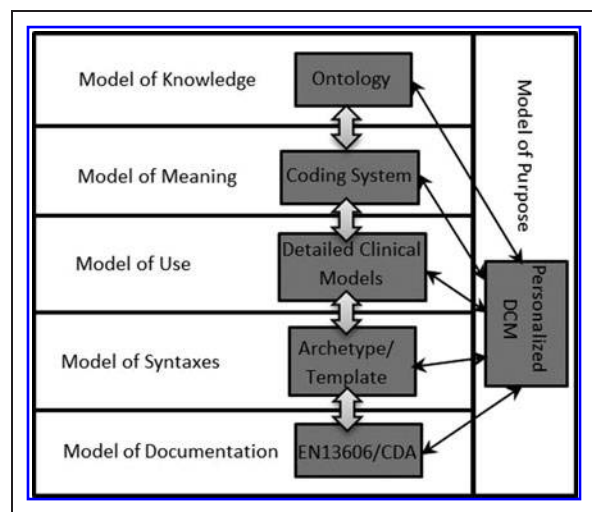 Model of Knowledge
Ontology
Model of Meaning
Coding System
Model of Use
Detailed Clinical
Models
Model of Syntaxes
Archetype/
Template
Model of Documentation
EN13606/CDA
Model of Purpose
Personalized
DCM